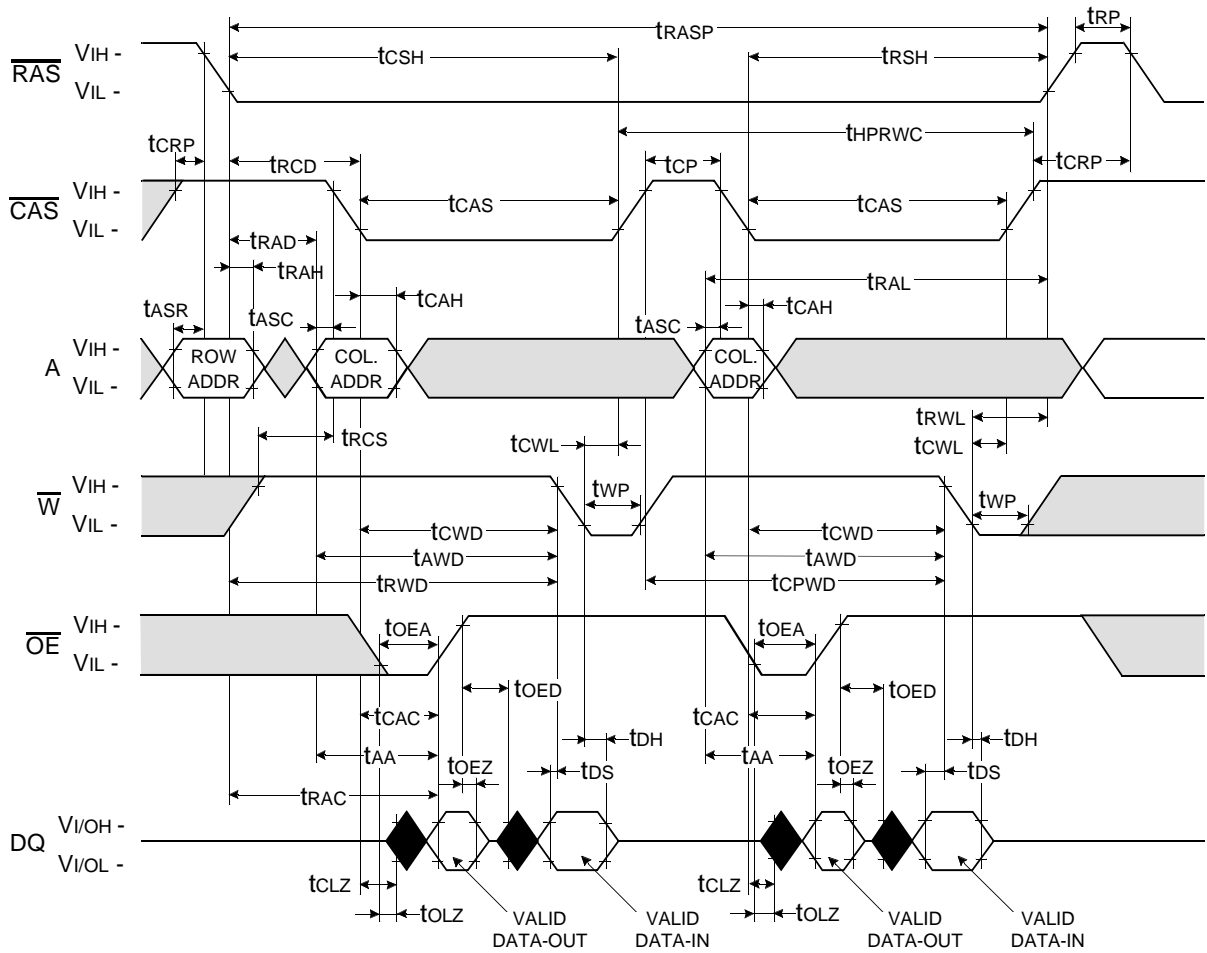 tRASP
tRP
tCSH
tRSH
RAS
VIH -
VIL -
tHPRWC
tCRP
tRCD
tCP
tCRP
CAS
VIH -
VIL -
tCAS
tCAS
tRAD
tRAH
tRAL
tASR
tASC
tCAH
tASC
tCAH
A
VIH -
VIL -
ROW
ADDR
COL.
ADDR
COL.
ADDR
tRCS
tCWL
tRWL
tCWL
W
VIH -
VIL -
tWP
tWP
tCWD
tCWD
tAWD
tAWD
tRWD
tCPWD
OE
VIH -
VIL -
tOEA
tOEA
tOED
tOED
tCAC
tCAC
tDH
tDH
tAA
tAA
tOEZ
tDS
tOEZ
tDS
tRAC
DQ
VI/OH -
VI/OL -
tCLZ
tCLZ
tOLZ
tOLZ
VALID
DATA-OUT
VALID
DATA-IN
VALID
DATA-OUT
VALID
DATA-IN